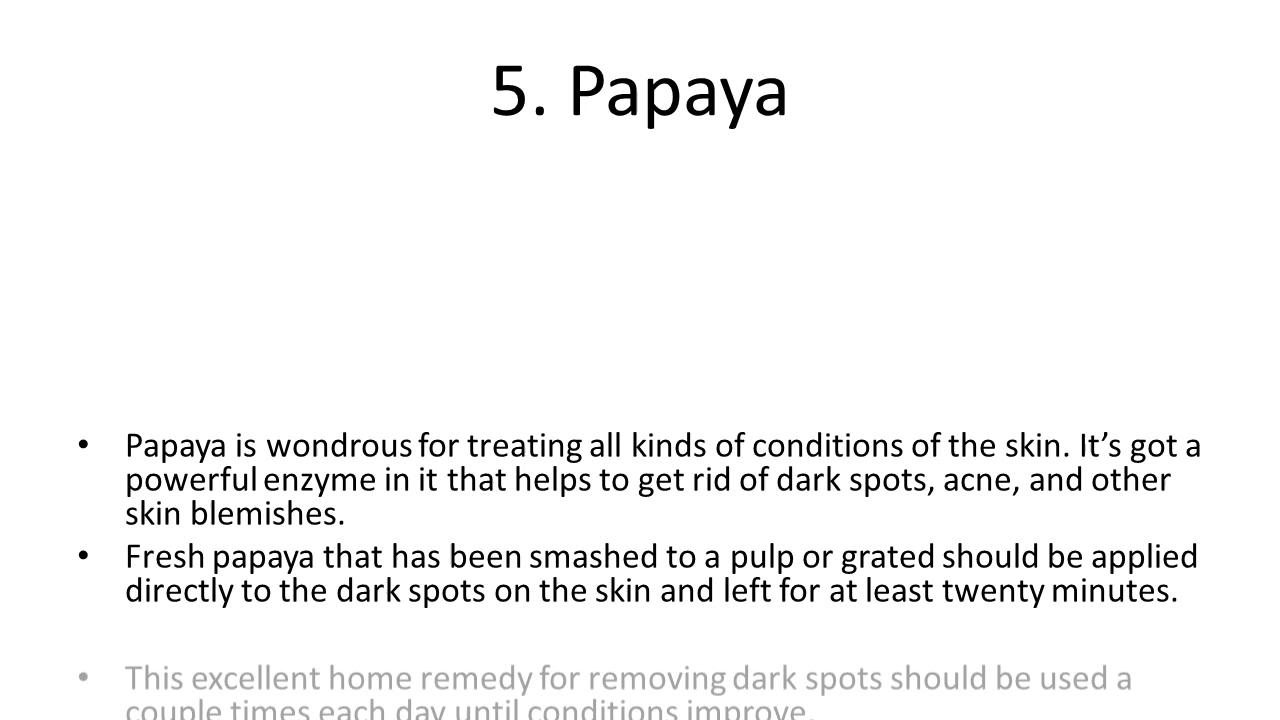 5. Papaya
• Papaya is wondrous for treating all kinds of conditions of the skin. It’s got a
powerful enzyme in it that helps to get rid of dark spots, acne, and other
skin blemishes.
• Fresh papaya that has been smashed to a pulp or grated should be applied
directly to the dark spots on the skin and left for at least twenty minutes.
• This excellent home remedy for removing dark spots should be used a
couple times each day until conditions improve.